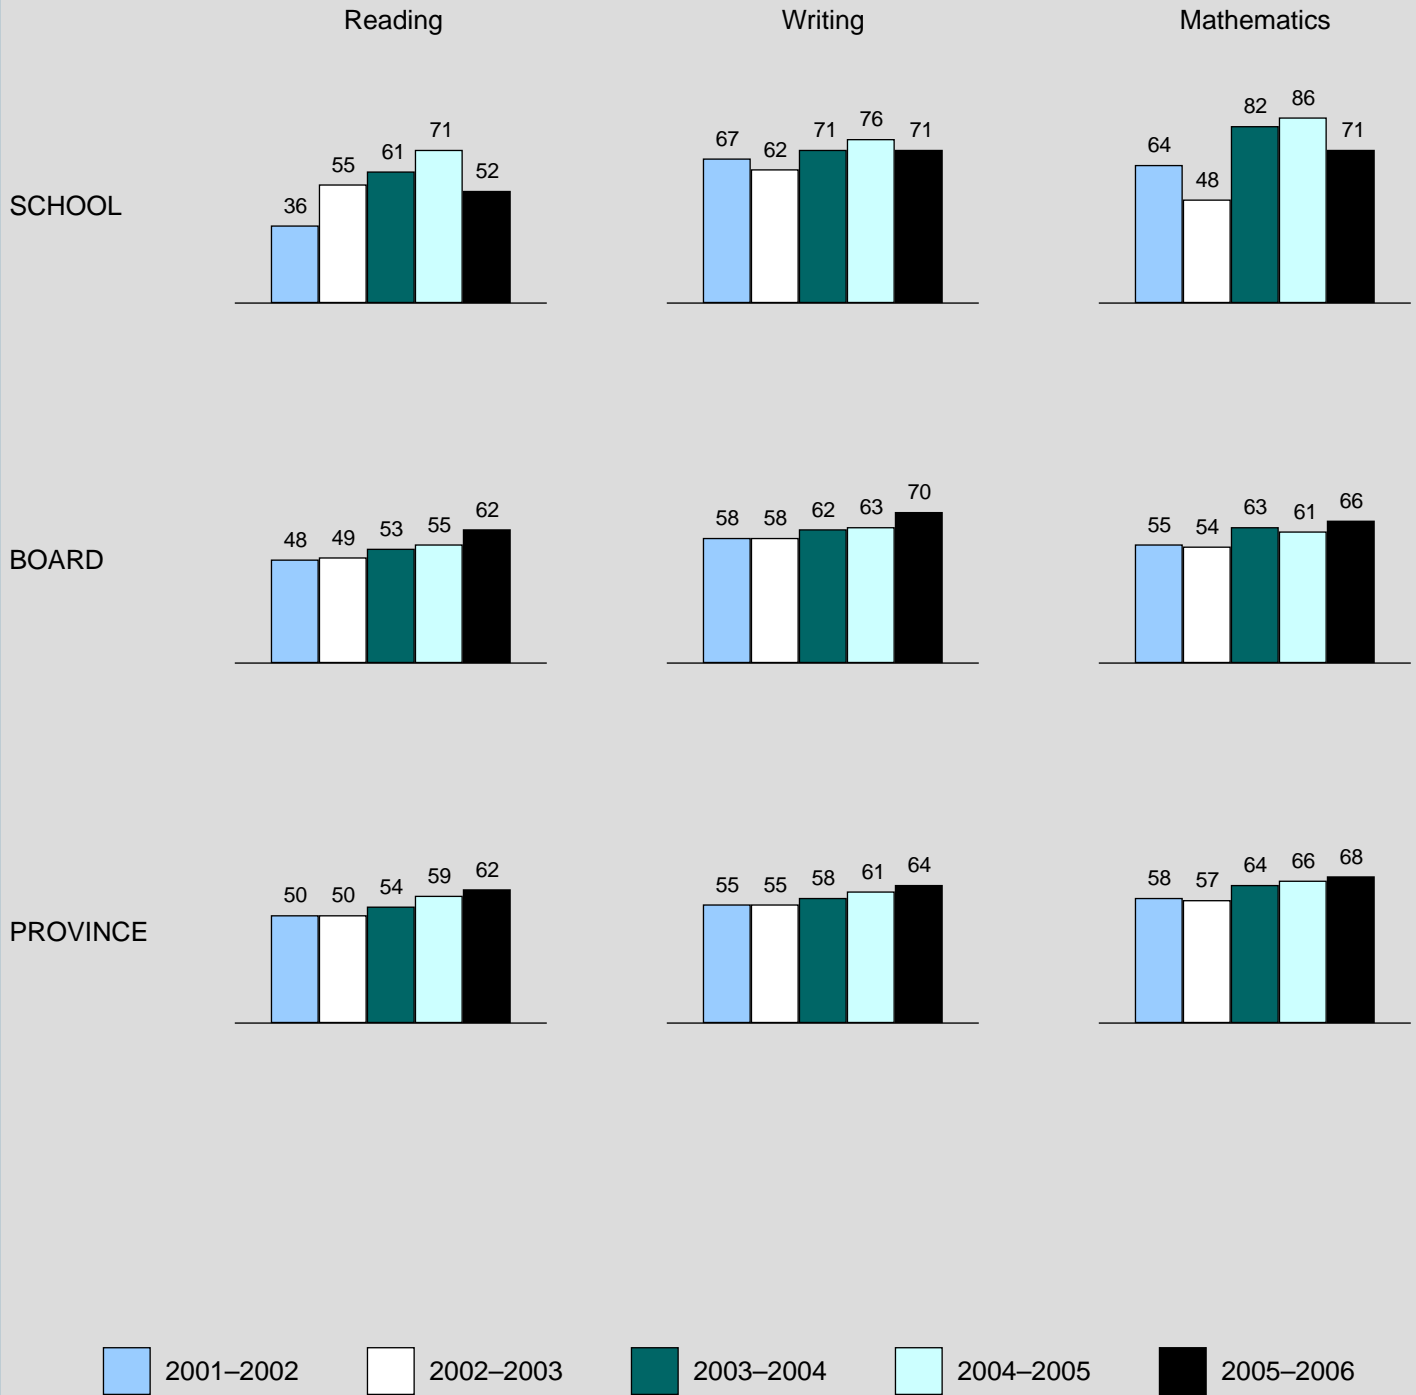 Reading Writing Mathematics
SCHOOL
36 55 61 71 52
67 62 71 76 71
64 48 82 86 71
BOARD
48 49 53 55 62
58 58 62 63 70
55 54 63 61 66
PROVINCE
50 50 54 59 62
55 55 58 61 64
58 57 64 66 68
2001–2002 2002–2003 2003–2004 2004–2005 2005–2006